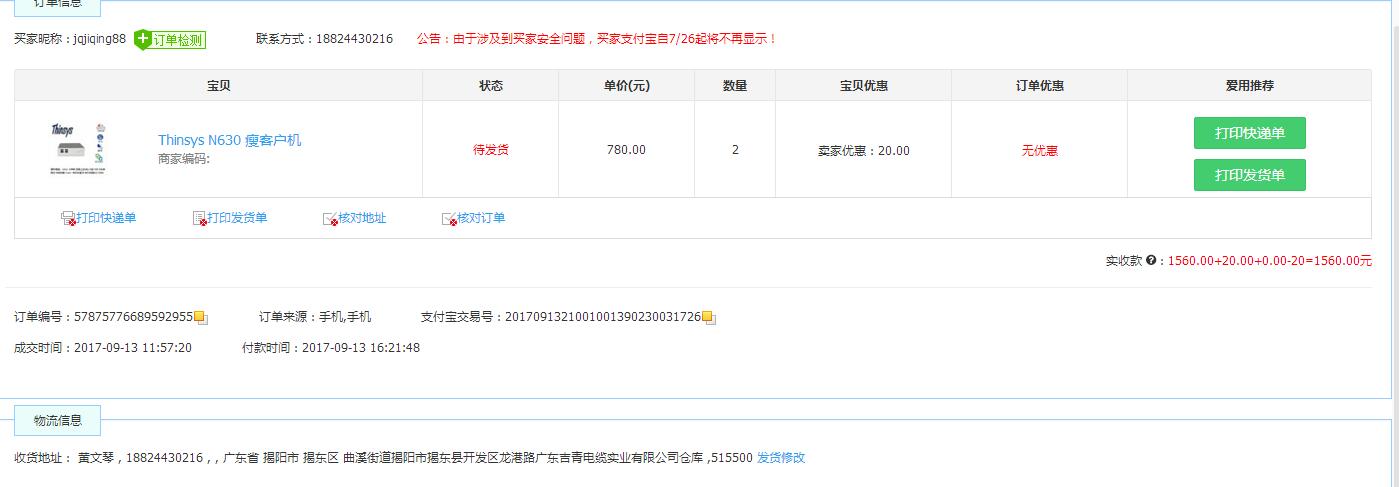 订单信息
买家昵称：jqjiqing88 订单检测 联系方式：18824430216 公告：由于涉及到买家安全问题，买家支付宝自7/26起将不再显示！
宝贝 状态 单价(元) 数量 宝贝优惠 订单优惠 爱用推荐
Thinsys
Thinsys N630 瘦客户机
商家编码:
待发货 780.00 2 卖家优惠：20.00 无优惠
打印快递单
打印发货单
打印快递单 打印发货单 核对地址 核对订单
实收款 ：1560.00+20.00+0.00-20=1560.00元
订单编号：57875776689592955 订单来源：手机,手机 支付宝交易号：2017091321001001390230031726
成交时间：2017-09-13 11:57:20 付款时间：2017-09-13 16:21:48
物流信息
收货地址： 黄文琴 , 18824430216 , , 广东省 揭阳市 揭东区 曲溪街道揭阳市揭东县开发区龙港路广东吉青电缆实业有限公司仓库 ,515500 发货修改